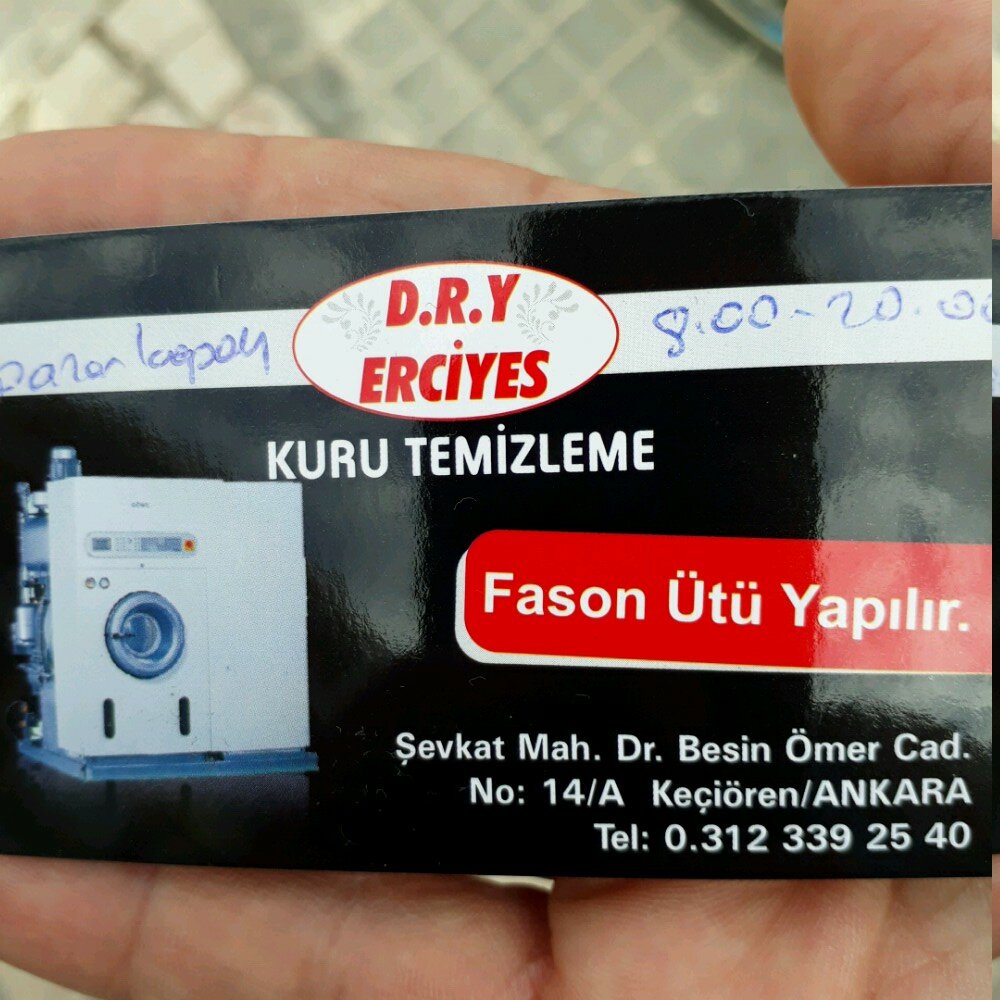 D.R.Y
ERCİYES
pazar kapalı
8.00-20.00
KURU TEMİZLEME
Fason Ütü Yapılır.
Şevkat Mah. Dr. Besin Ömer Cad.
No: 14/A Keçiören/ANKARA
Tel: 0.312 339 25 40